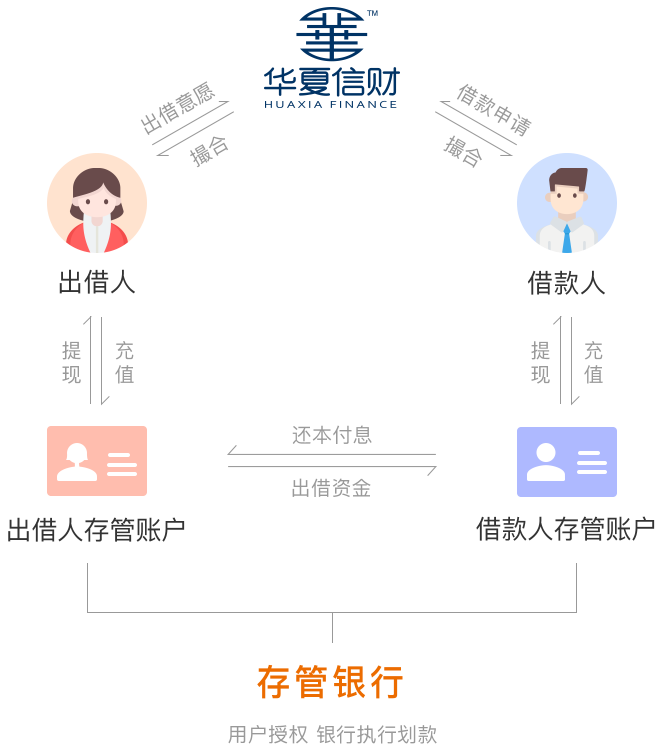 TM
华夏信财
HUAXIA FINANCE
出借意愿
撮合
借款申请
撮合
出借人
借款人
提现
充值
提现
充值
还本付息
出借资金
出借人存管账户
借款人存管账户
存管银行
用户授权 银行执行划款